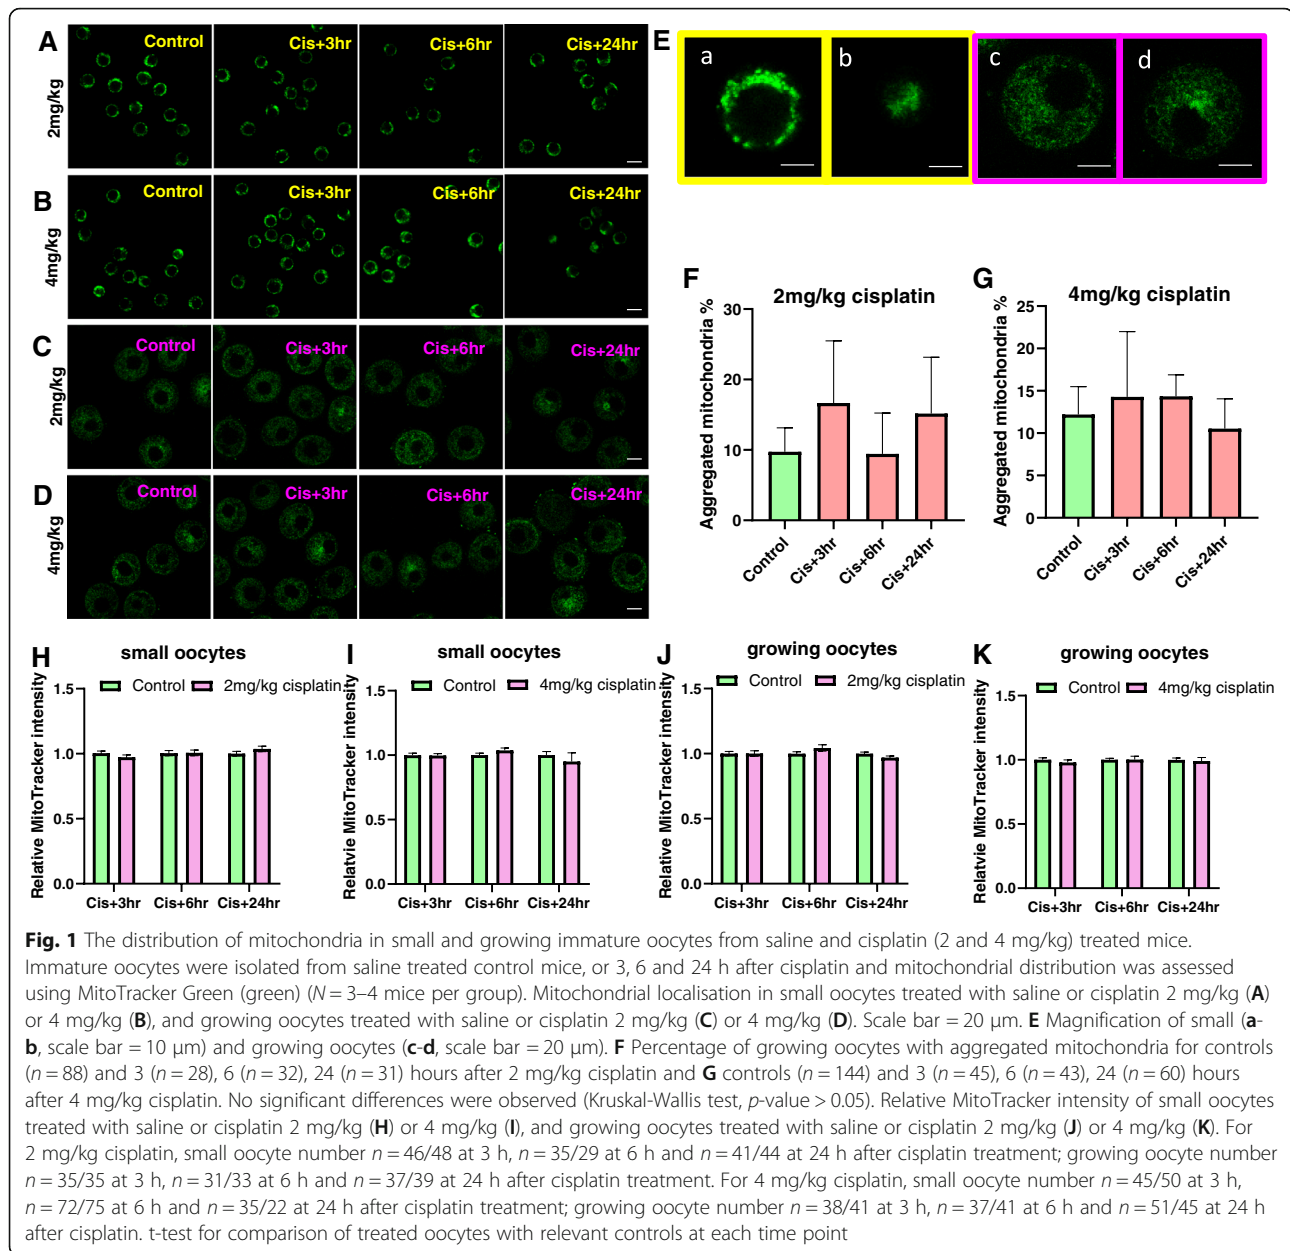 A
Control
Cis+3hr
Cis+6hr
Cis+24hr
2mg/kg
B
Control
Cis+3hr
Cis+6hr
Cis+24hr
4mg/kg
C
Control
Cis+3hr
Cis+6hr
Cis+24hr
2mg/kg
D
Control
Cis+3hr
Cis+6hr
Cis+24hr
4mg/kg
E
a
b
c
d
F
2mg/kg cisplatin
Aggregated mitochondria %
30
20
10
0
Control
Cis+3hr
Cis+6hr
Cis+24hr
G
4mg/kg cisplatin
Aggregated mitochondria %
25
20
15
10
5
0
Control
Cis+3hr
Cis+6hr
Cis+24hr
H
small oocytes
Control
2mg/kg cisplatin
Relative MitoTracker intensity
1.5
1.0
0.5
0.0
Cis+3hr
Cis+6hr
Cis+24hr
I
small oocytes
Control
4mg/kg cisplatin
Relatvie MitoTracker intensity
1.5
1.0
0.5
0.0
Cis+3hr
Cis+6hr
Cis+24hr
J
growing oocytes
Control
2mg/kg cisplatin
Relative MitoTracker intensity
1.5
1.0
0.5
0.0
Cis+3hr
Cis+6hr
Cis+24hr
K
growing oocytes
Control
4mg/kg cisplatin
Relatvie MitoTracker intensity
1.5
1.0
0.5
0.0
Cis+3hr
Cis+6hr
Cis+24hr
Fig. 1 The distribution of mitochondria in small and growing immature oocytes from saline and cisplatin (2 and 4 mg/kg) treated mice.
Immature oocytes were isolated from saline treated control mice, or 3, 6 and 24 h after cisplatin and mitochondrial distribution was assessed
using MitoTracker Green (green) (N = 3–4 mice per group). Mitochondrial localisation in small oocytes treated with saline or cisplatin 2 mg/kg (A)
or 4 mg/kg (B), and growing oocytes treated with saline or cisplatin 2 mg/kg (C) or 4 mg/kg (D). Scale bar = 20 μm. E Magnification of small (a-
b, scale bar = 10 μm) and growing oocytes (c-d, scale bar = 20 μm). F Percentage of growing oocytes with aggregated mitochondria for controls
(n = 88) and 3 (n = 28), 6 (n = 32), 24 (n = 31) hours after 2 mg/kg cisplatin and G controls (n = 144) and 3 (n = 45), 6 (n = 43), 24 (n = 60) hours
after 4 mg/kg cisplatin. No significant differences were observed (Kruskal-Wallis test, p-value > 0.05). Relative MitoTracker intensity of small oocytes
treated with saline or cisplatin 2 mg/kg (H) or 4 mg/kg (I), and growing oocytes treated with saline or cisplatin 2 mg/kg (J) or 4 mg/kg (K). For
2 mg/kg cisplatin, small oocyte number n = 46/48 at 3 h, n = 35/29 at 6 h and n = 41/44 at 24 h after cisplatin treatment; growing oocyte number
n = 35/35 at 3 h, n = 31/33 at 6 h and n = 37/39 at 24 h after cisplatin treatment. For 4 mg/kg cisplatin, small oocyte number n = 45/50 at 3 h,
n = 72/75 at 6 h and n = 35/22 at 24 h after cisplatin treatment; growing oocyte number n = 38/41 at 3 h, n = 37/41 at 6 h and n = 51/45 at 24 h
after cisplatin. t-test for comparison of treated oocytes with relevant controls at each time point